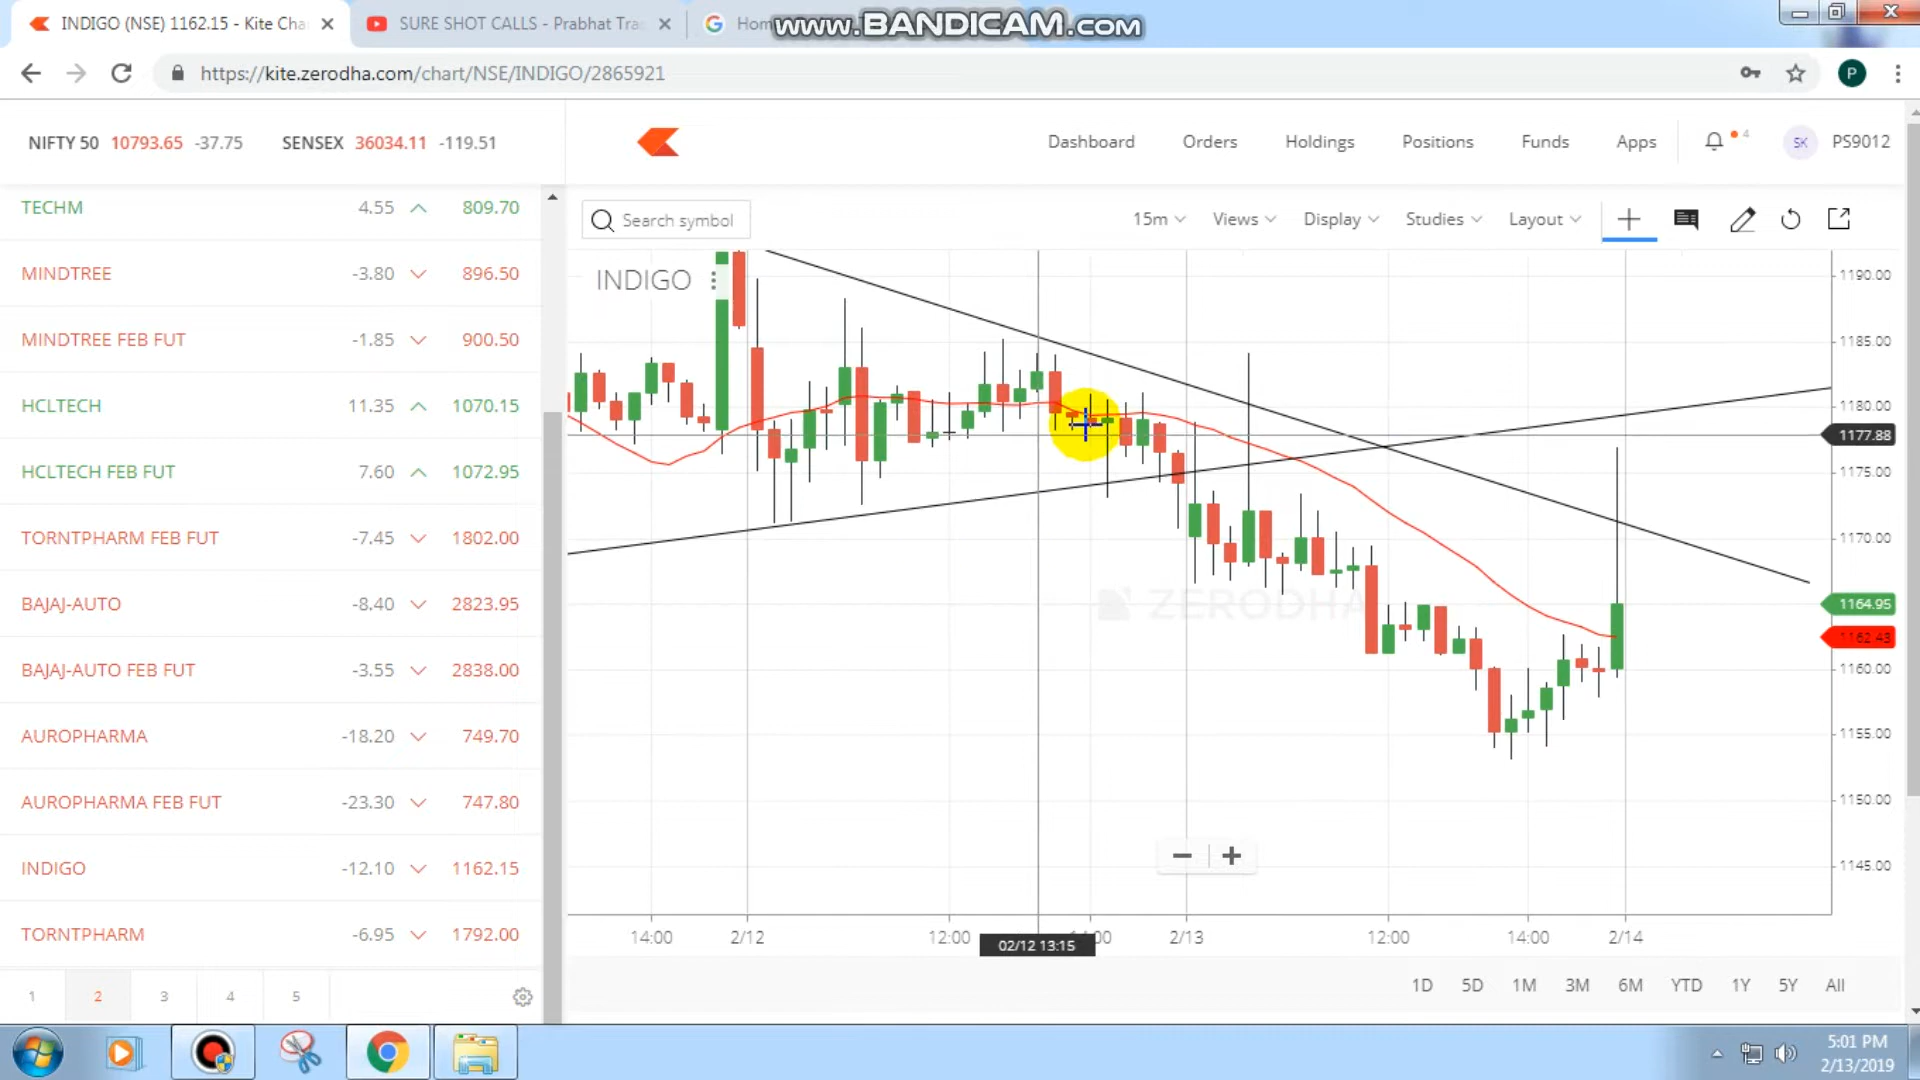 INDIGO (NSE) 1162.15 - Kite Cha
SURE SHOT CALLS - Prabhat Tra
Hom
www.BANDICAM.com
https://kite.zerodha.com/chart/NSE/INDIGO/2865921
P
NIFTY 50 10793.65 -37.75 SENSEX 36034.11 -119.51
Dashboard Orders Holdings Positions Funds Apps 4 SK PS9012
TECHM 4.55 809.70
MINDTREE -3.80 896.50
MINDTREE FEB FUT -1.85 900.50
HCLTECH 11.35 1070.15
HCLTECH FEB FUT 7.60 1072.95
TORNTPHARM FEB FUT -7.45 1802.00
BAJAJ-AUTO -8.40 2823.95
BAJAJ-AUTO FEB FUT -3.55 2838.00
AUROPHARMA -18.20 749.70
AUROPHARMA FEB FUT -23.30 747.80
INDIGO -12.10 1162.15
TORNTPHARM -6.95 1792.00
1 2 3 4 5
Search symbol 15m Views Display Studies Layout
INDIGO
ZERODHA
1190.00
1185.00
1180.00
1177.88
1175.00
1170.00
1164.95
1162.43
1160.00
1155.00
1150.00
1145.00
14:00 2/12 12:00 02/12 13:15 :00 2/13 12:00 14:00 2/14
1D 5D 1M 3M 6M YTD 1Y 5Y All
5:01 PM
2/13/2019